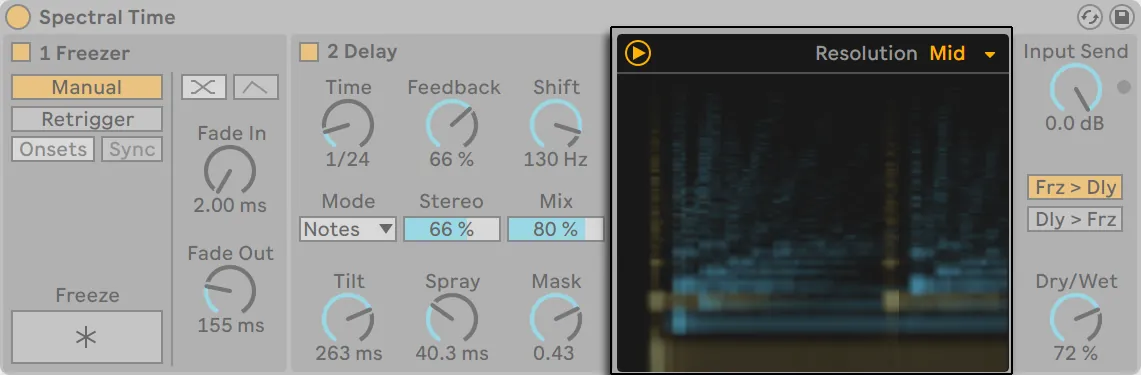 Spectral Time
1 Freezer
Manual
Retrigger
Onsets Sync
Freeze
Fade In
2.00 ms
Fade Out
155 ms
2 Delay
Time Feedback Shift
1/24 66 % 130 Hz
Mode Stereo Mix
Notes 66 % 80 %
Tilt Spray Mask
263 ms 40.3 ms 0.43
Resolution Mid
Input Send
0.0 dB
Frz > Dly
Dly > Frz
Dry/Wet
72 %